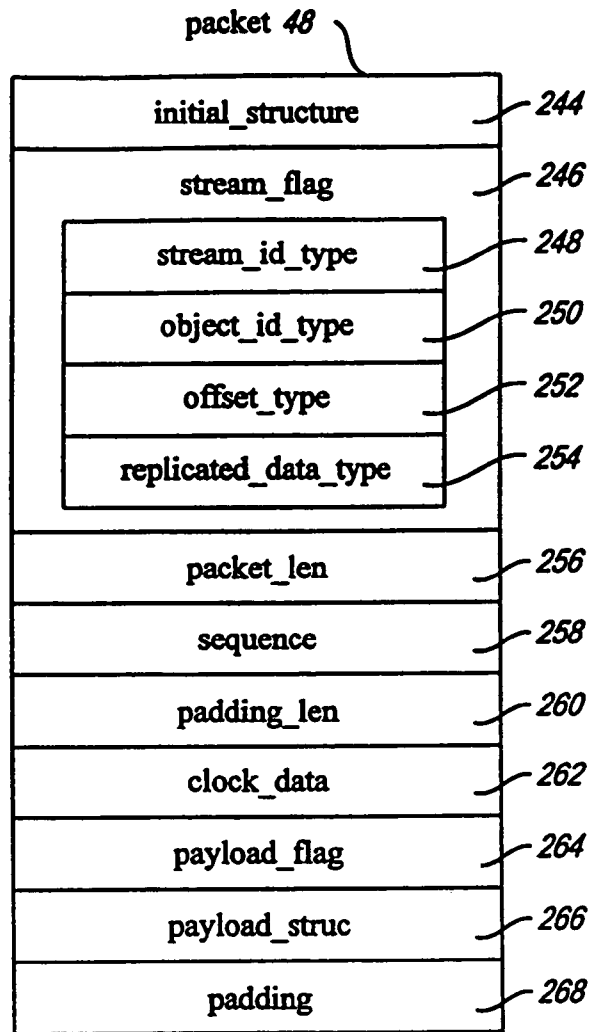 packet 48
initial_structure 244
stream_flag 246
stream_id_type 248
object_id_type 250
offset_type 252
replicated_data_type 254
packet_len 256
sequence 258
padding_len 260
clock_data 262
payload_flag 264
payload_struc 266
padding 268